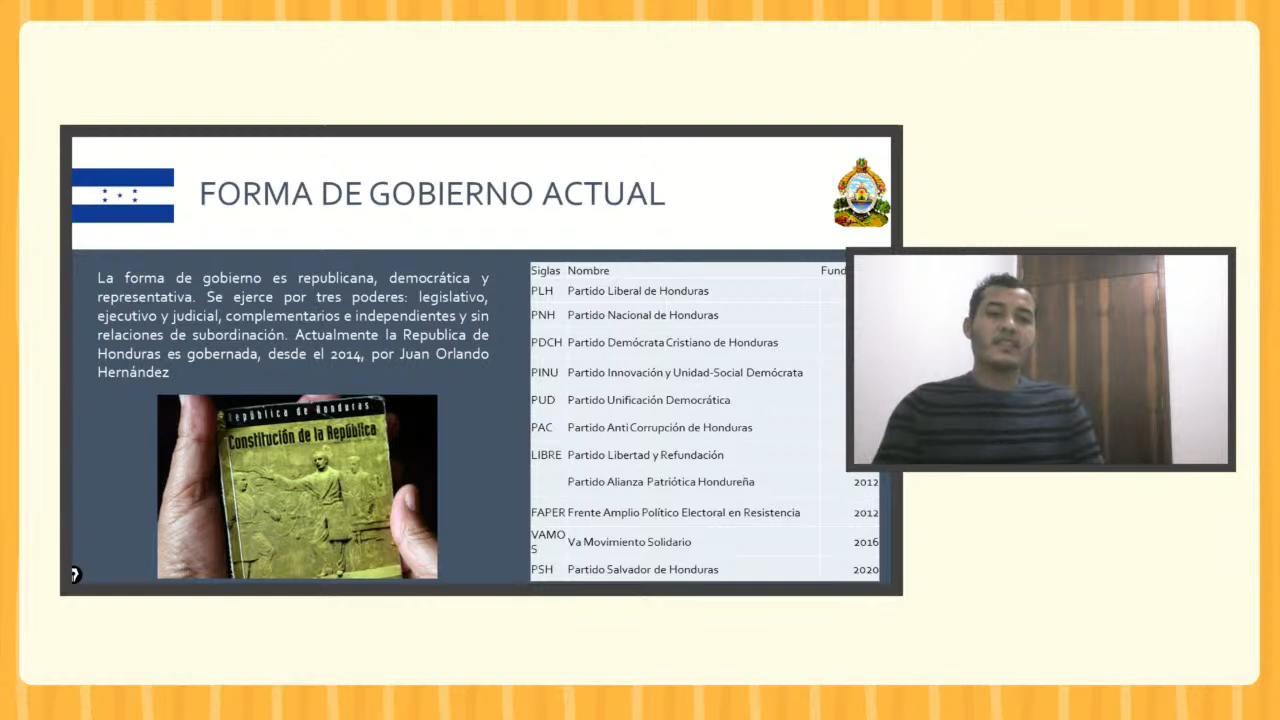 FORMA DE GOBIERNO ACTUAL
La forma de gobierno es republicana, democrática y
representativa. Se ejerce por tres poderes: legislativo,
ejecutivo y judicial, complementarios e independientes y sin
relaciones de subordinación. Actualmente la Republica de
Honduras es gobernada, desde el 2014, por Juan Orlando
Hernández
República de Honduras
Constitución de la República
Siglas Nombre Fund
PLH Partido Liberal de Honduras
PNH Partido Nacional de Honduras
PDCH Partido Demócrata Cristiano de Honduras
PINU Partido Innovación y Unidad-Social Demócrata
PUD Partido Unificación Democrática
PAC Partido Anti Corrupción de Honduras
LIBRE Partido Libertad y Refundación
Partido Alianza Patriótica Hondureña 2012
FAPER Frente Amplio Político Electoral en Resistencia 2012
VAMO
S Va Movimiento Solidario 2016
PSH Partido Salvador de Honduras 2020